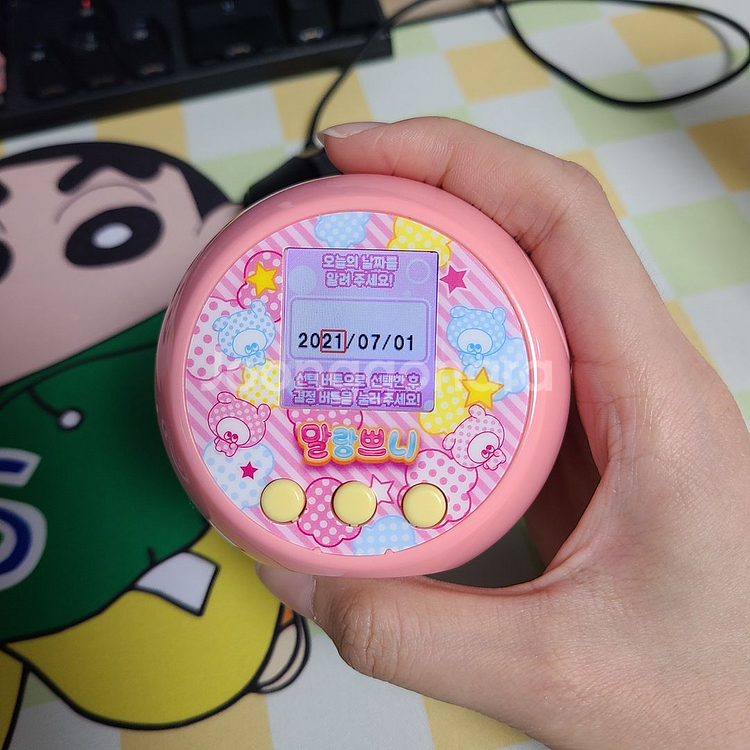 오늘의 날짜를
알려 주세요!
2021/07/01
선택 버튼으로 선택한 후
결정 버튼을 눌러 주세요!
말랑쁘니